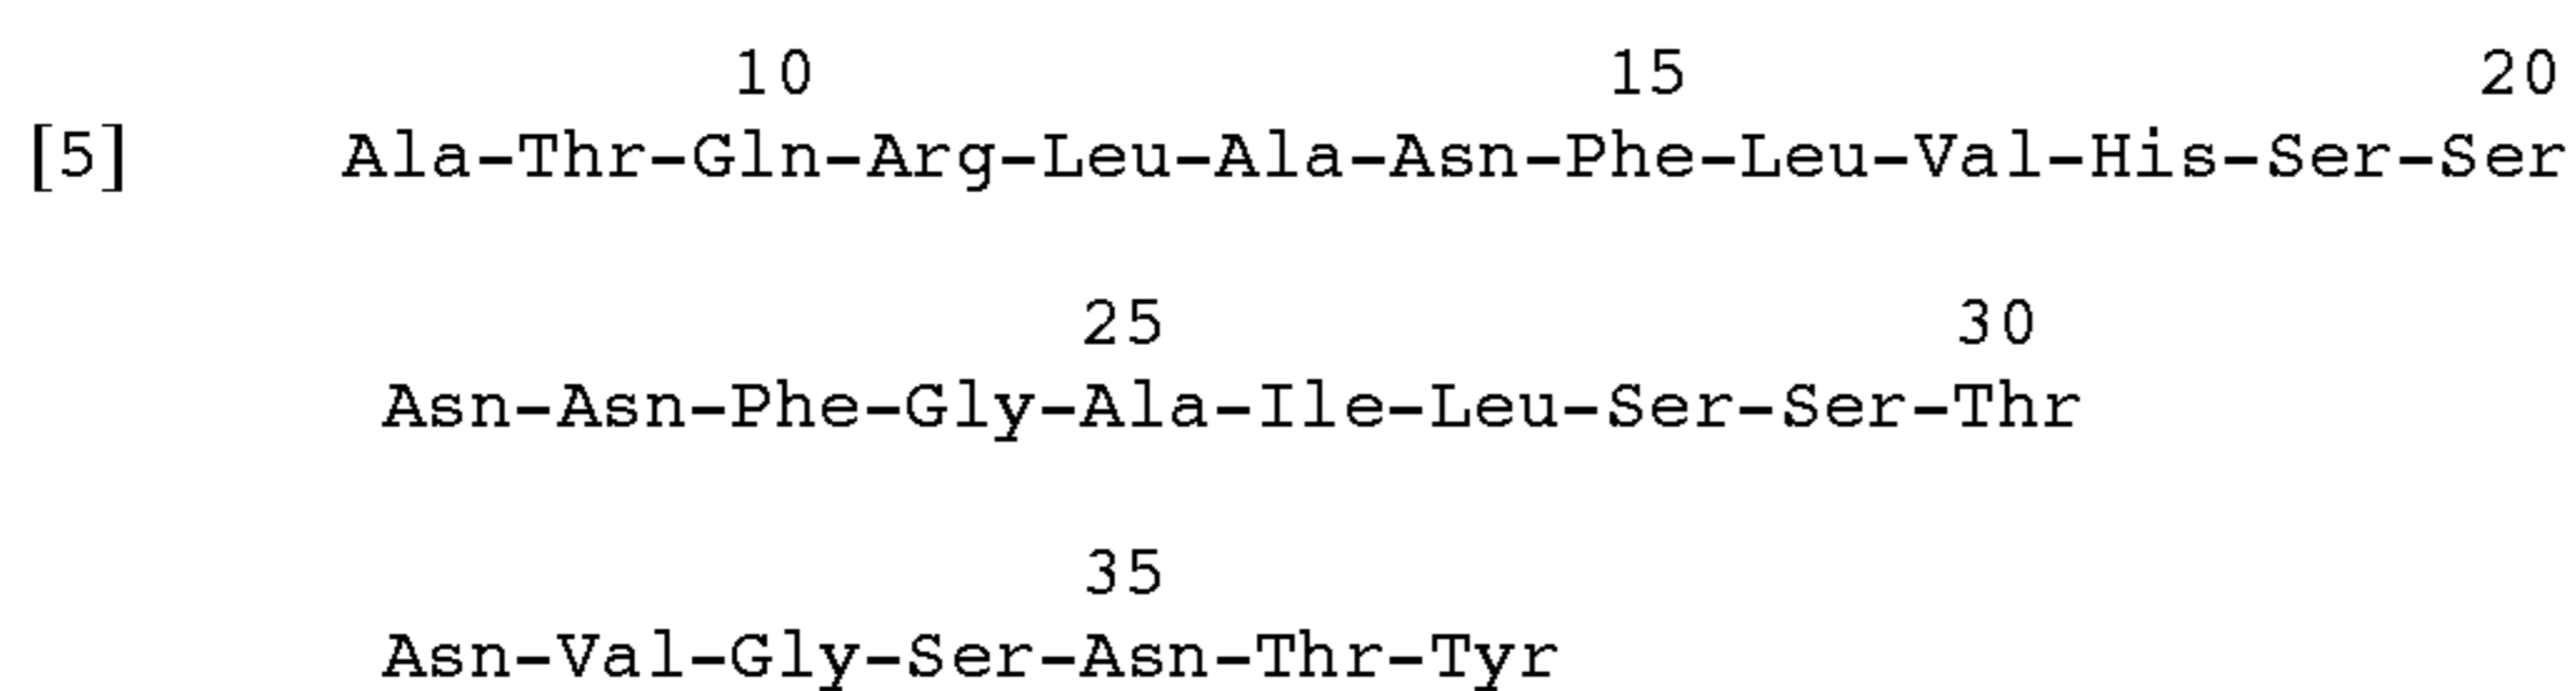 10 15 20
[5] Ala-Thr-Gln-Arg-Leu-Ala-Asn-Phe-Leu-Val-His-Ser-Ser
25 30
Asn-Asn-Phe-Gly-Ala-Ile-Leu-Ser-Ser-Thr
35
Asn-Val-Gly-Ser-Asn-Thr-Tyr